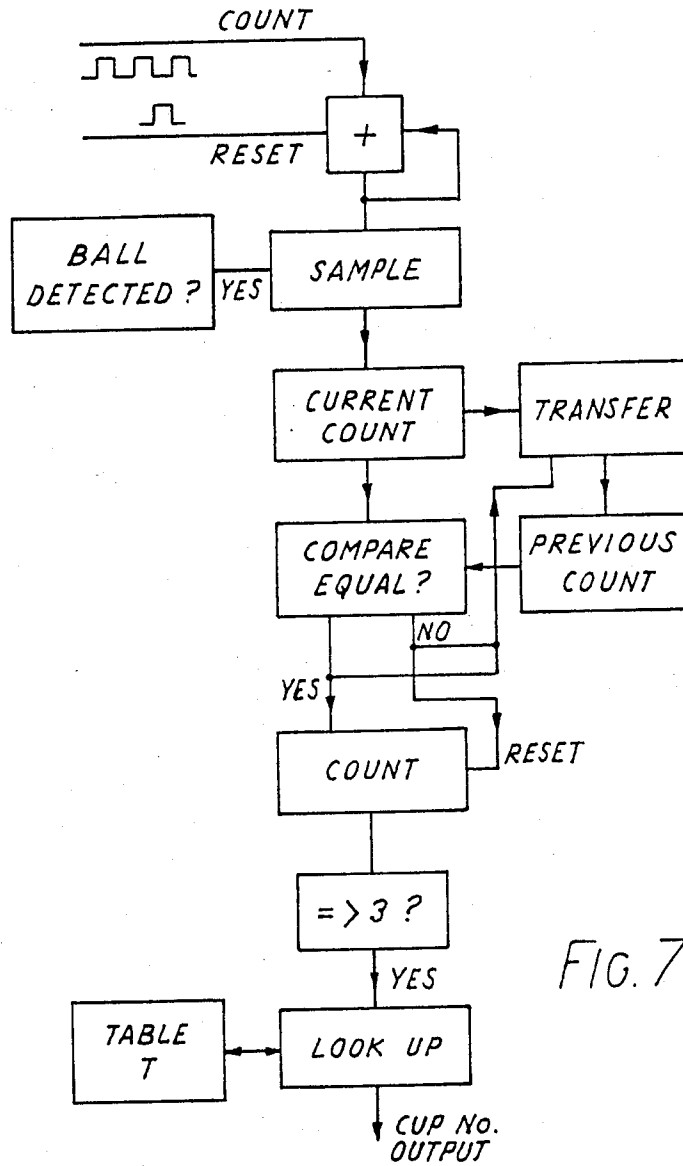 COUNT
+
RESET
BALL
DETECTED ?
YES
SAMPLE
CURRENT
COUNT
TRANSFER
COMPARE
EQUAL ?
PREVIOUS
COUNT
NO
YES
COUNT
RESET
= > 3 ?
YES
FIG. 7
TABLE
T
LOOK UP
CUP No.
OUTPUT